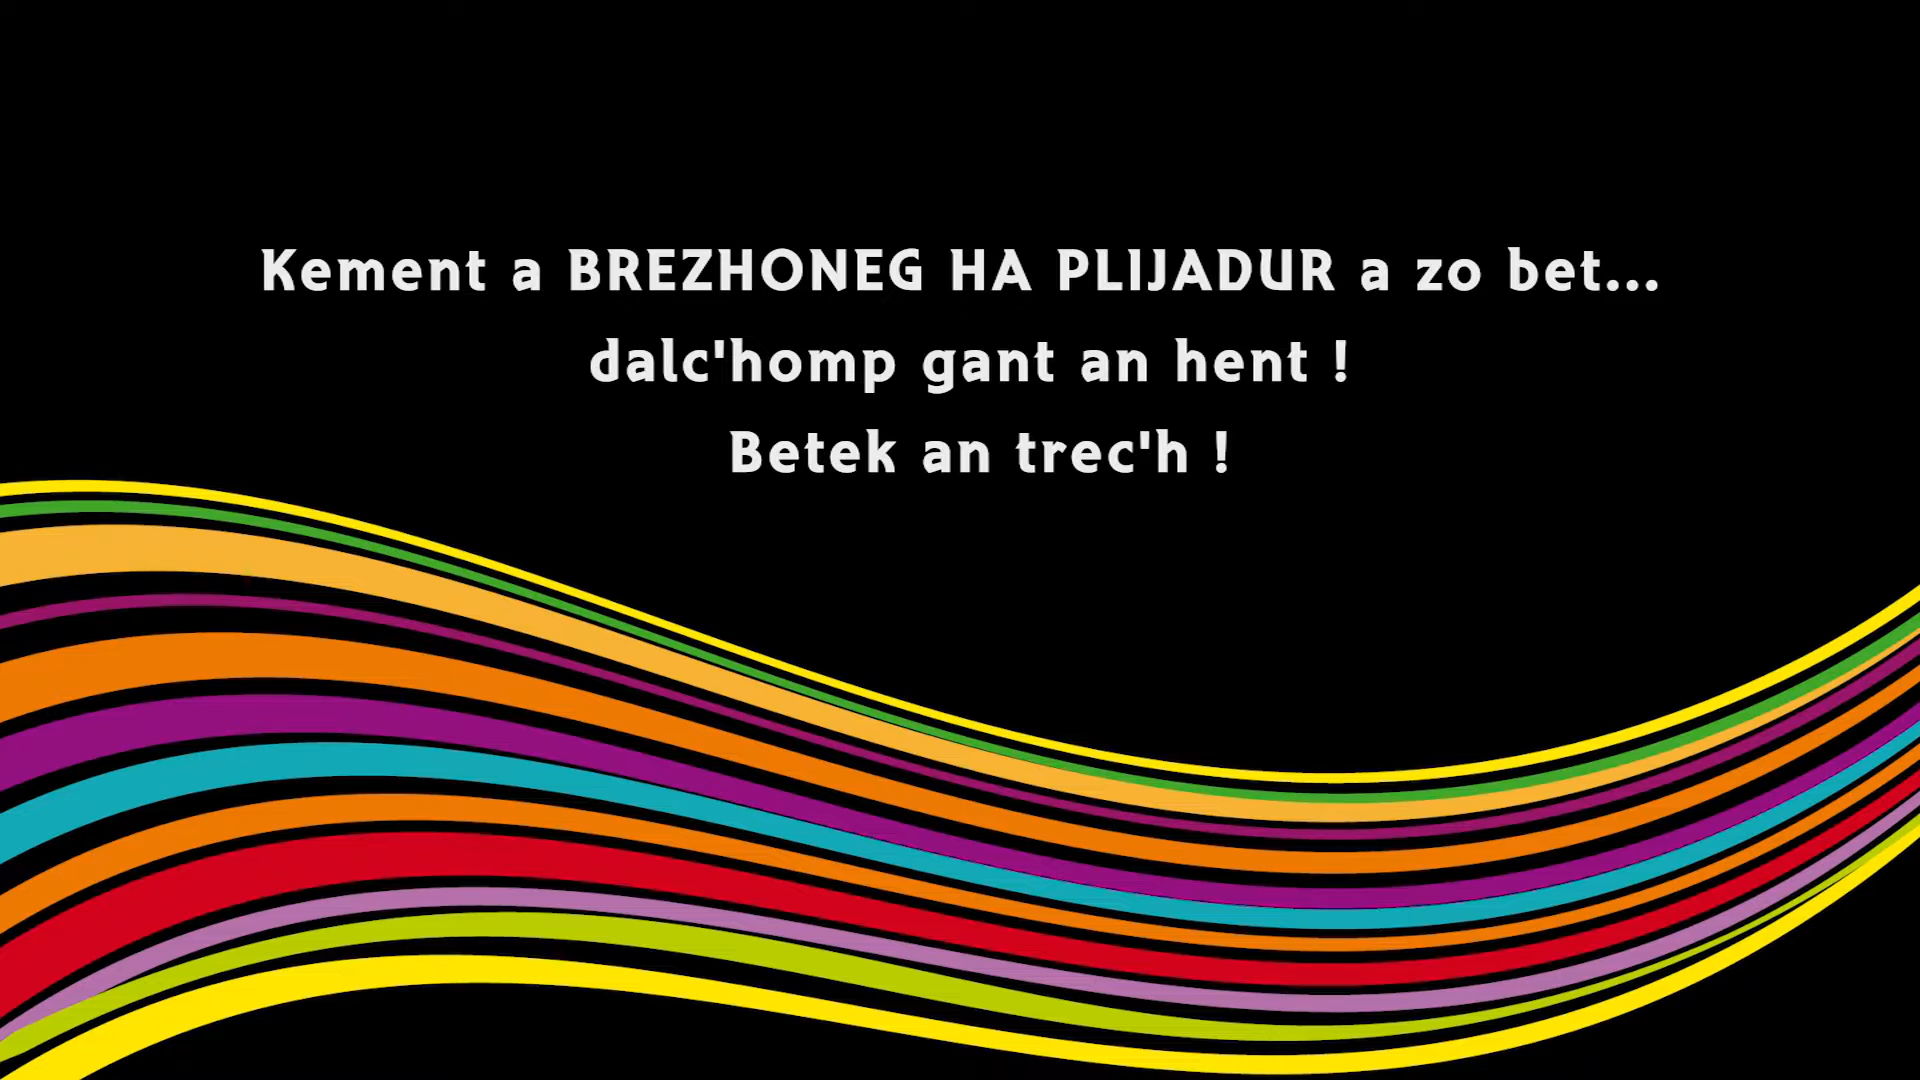 Kement a BREZHONEG HA PLIJADUR a zo bet...
dalc'homp gant an hent !
Betek an trec'h !